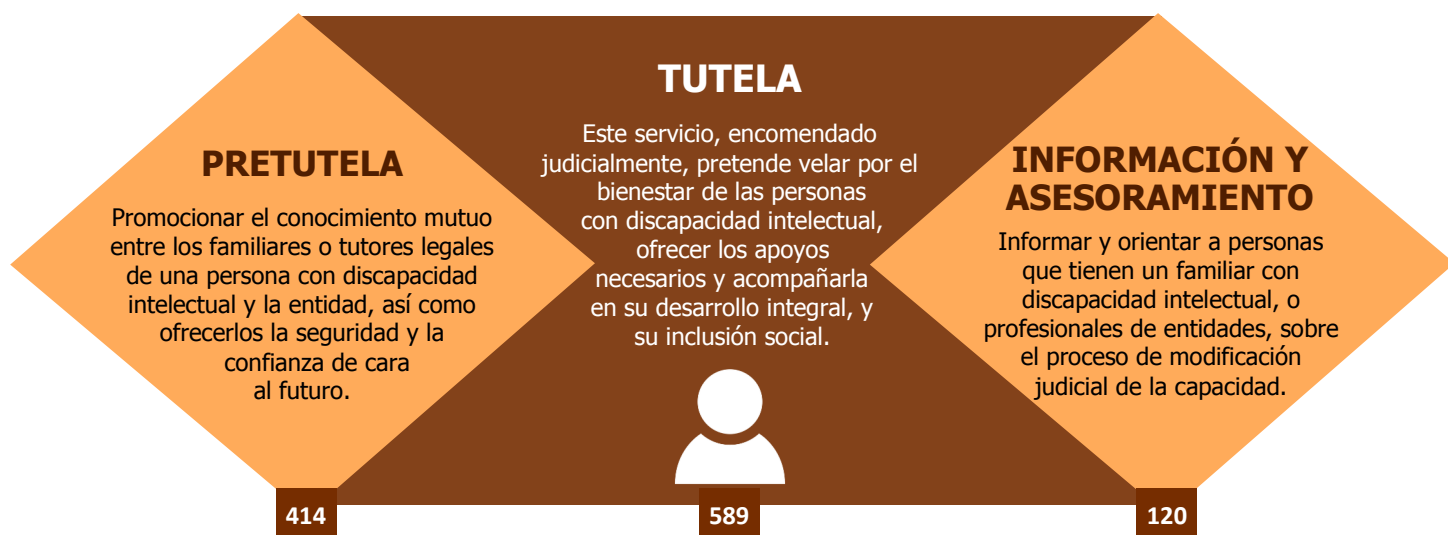 PRETUTELA
Promocionar el conocimiento mutuo
entre los familiares o tutores legales
de una persona con discapacidad
intelectual y la entidad, así como
ofrecerlos la seguridad y la
confianza de cara
al futuro.
414
TUTELA
Este servicio, encomendado
judicialmente, pretende velar por el
bienestar de las personas
con discapacidad intelectual,
ofrecer los apoyos
necesarios y acompañarla
en su desarrollo integral, y
su inclusión social.
589
INFORMACIÓN Y
ASESORAMIENTO
Informar y orientar a personas
que tienen un familiar con
discapacidad intelectual, o
profesionales de entidades, sobre
el proceso de modificación
judicial de la capacidad.
120